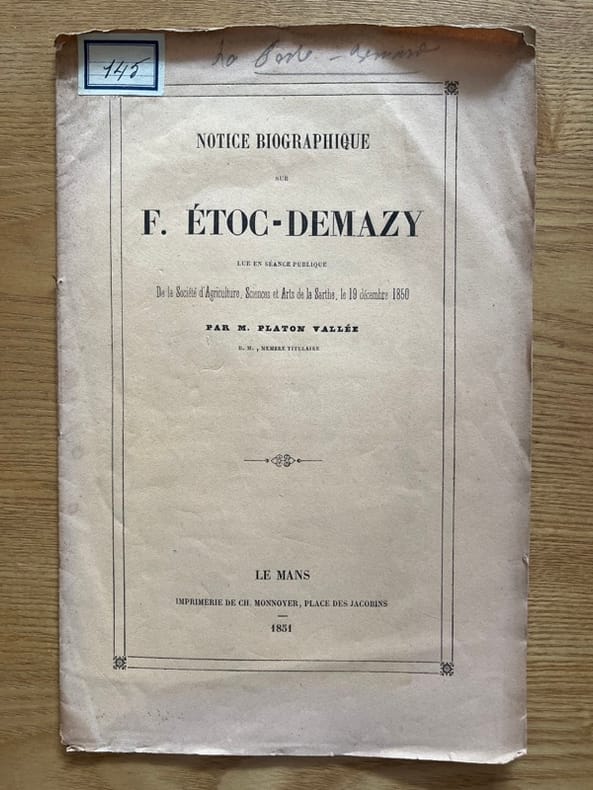 145
NOTICE BIOGRAPHIQUE
SUR
F. ÉTOC-DEMAZY
LUE EN SÉANCE PUBLIQUE
De la Société d'Agriculture, Sciences et Arts de la Sarthe, le 19 décembre 1850
PAR M. PLATON VALLÉE
D. M., MEMBRE TITULAIRE
LE MANS
IMPRIMERIE DE CH. MONNOYER, PLACE DES JACOBINS
1851